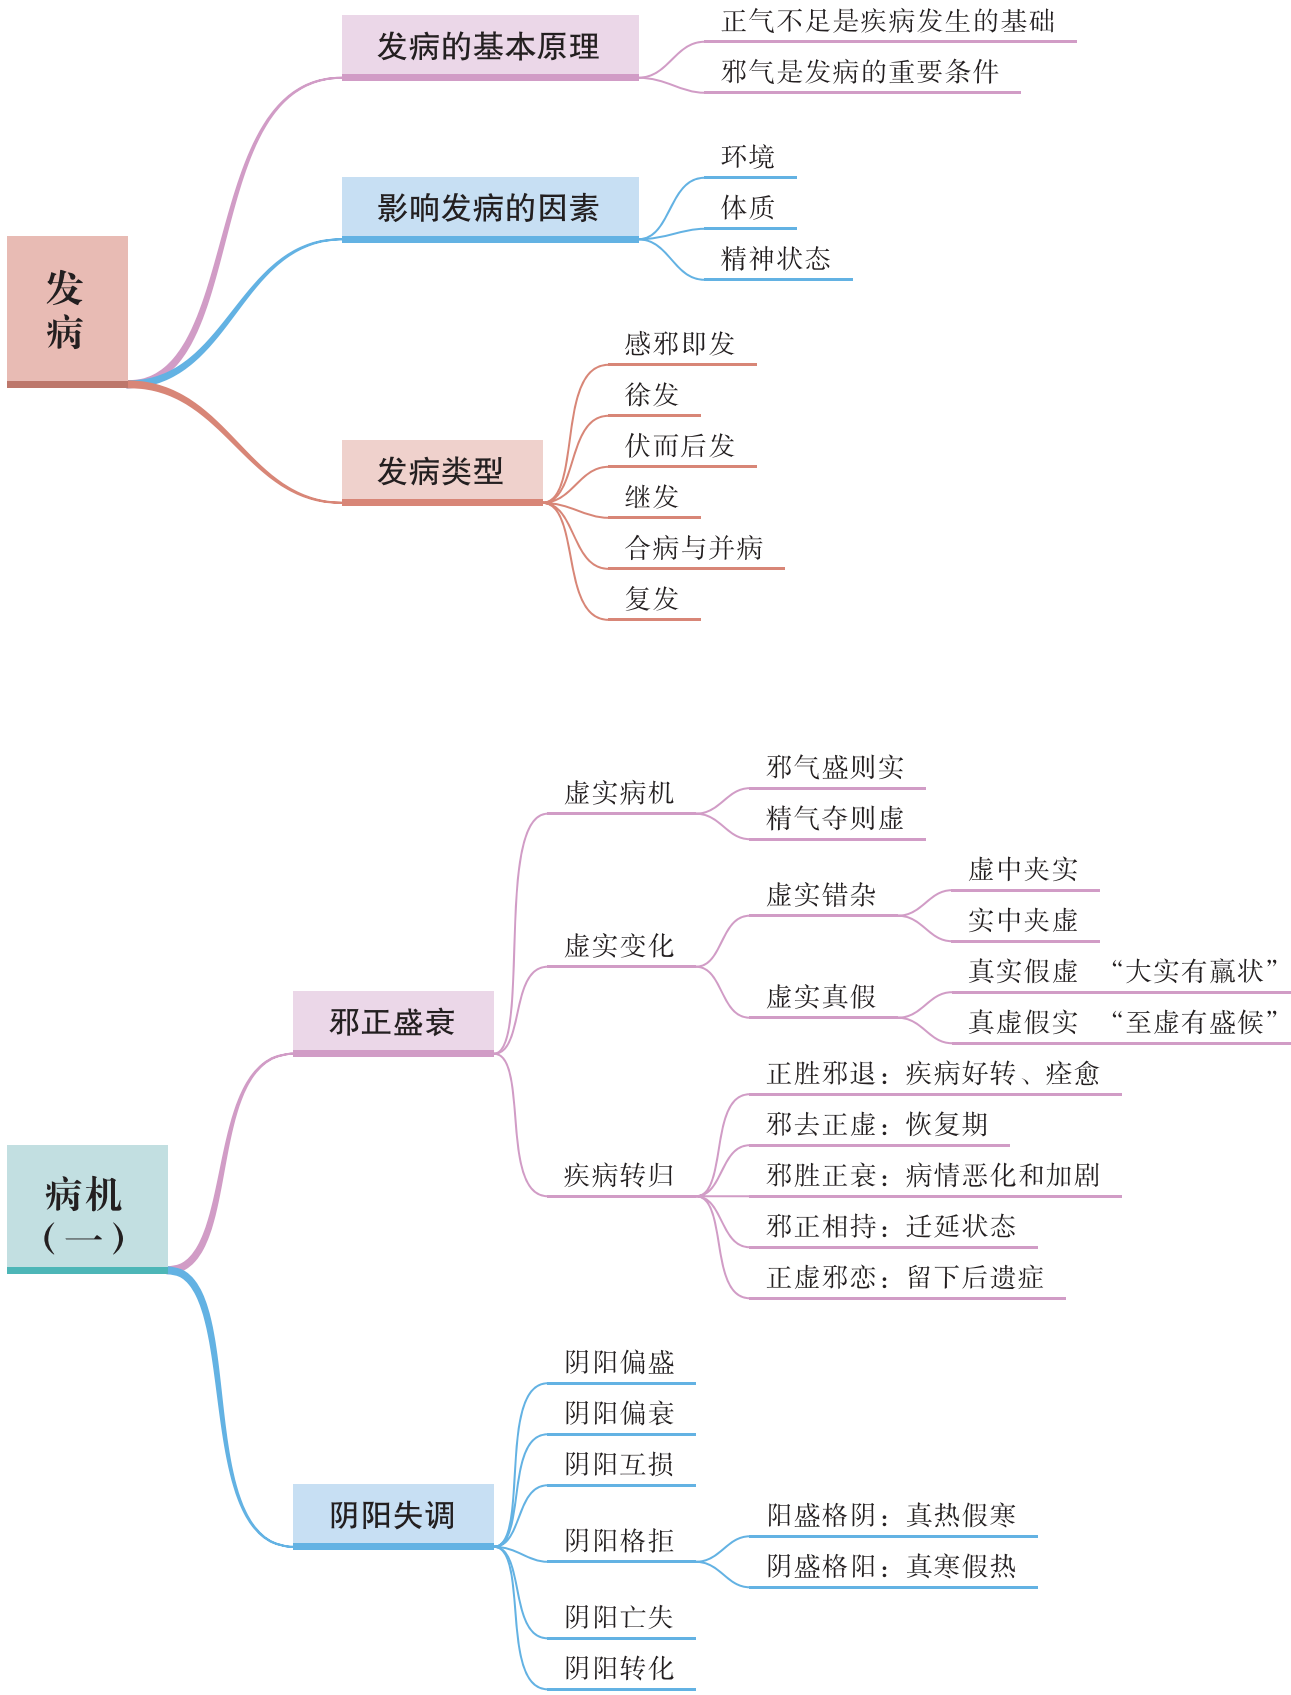 发病的基本原理
正气不足是疾病发生的基础
邪气是发病的重要条件
影响发病的因素
环境
体质
精神状态
发
病
发病类型
感邪即发
徐发
伏而后发
继发
合病与并病
复发
病机
（一）
邪正盛衰
虚实病机
邪气盛则实
精气夺则虚
虚实变化
虚实错杂
虚中夹实
实中夹虚
虚实真假
真实假虚 “大实有羸状”
真虚假实 “至虚有盛候”
疾病转归
正胜邪退：疾病好转、痊愈
邪去正虚：恢复期
邪胜正衰：病情恶化和加剧
邪正相持：迁延状态
正虚邪恋：留下后遗症
阴阳失调
阴阳偏盛
阴阳偏衰
阴阳互损
阴阳格拒
阳盛格阴：真热假寒
阴盛格阳：真寒假热
阴阳亡失
阴阳转化